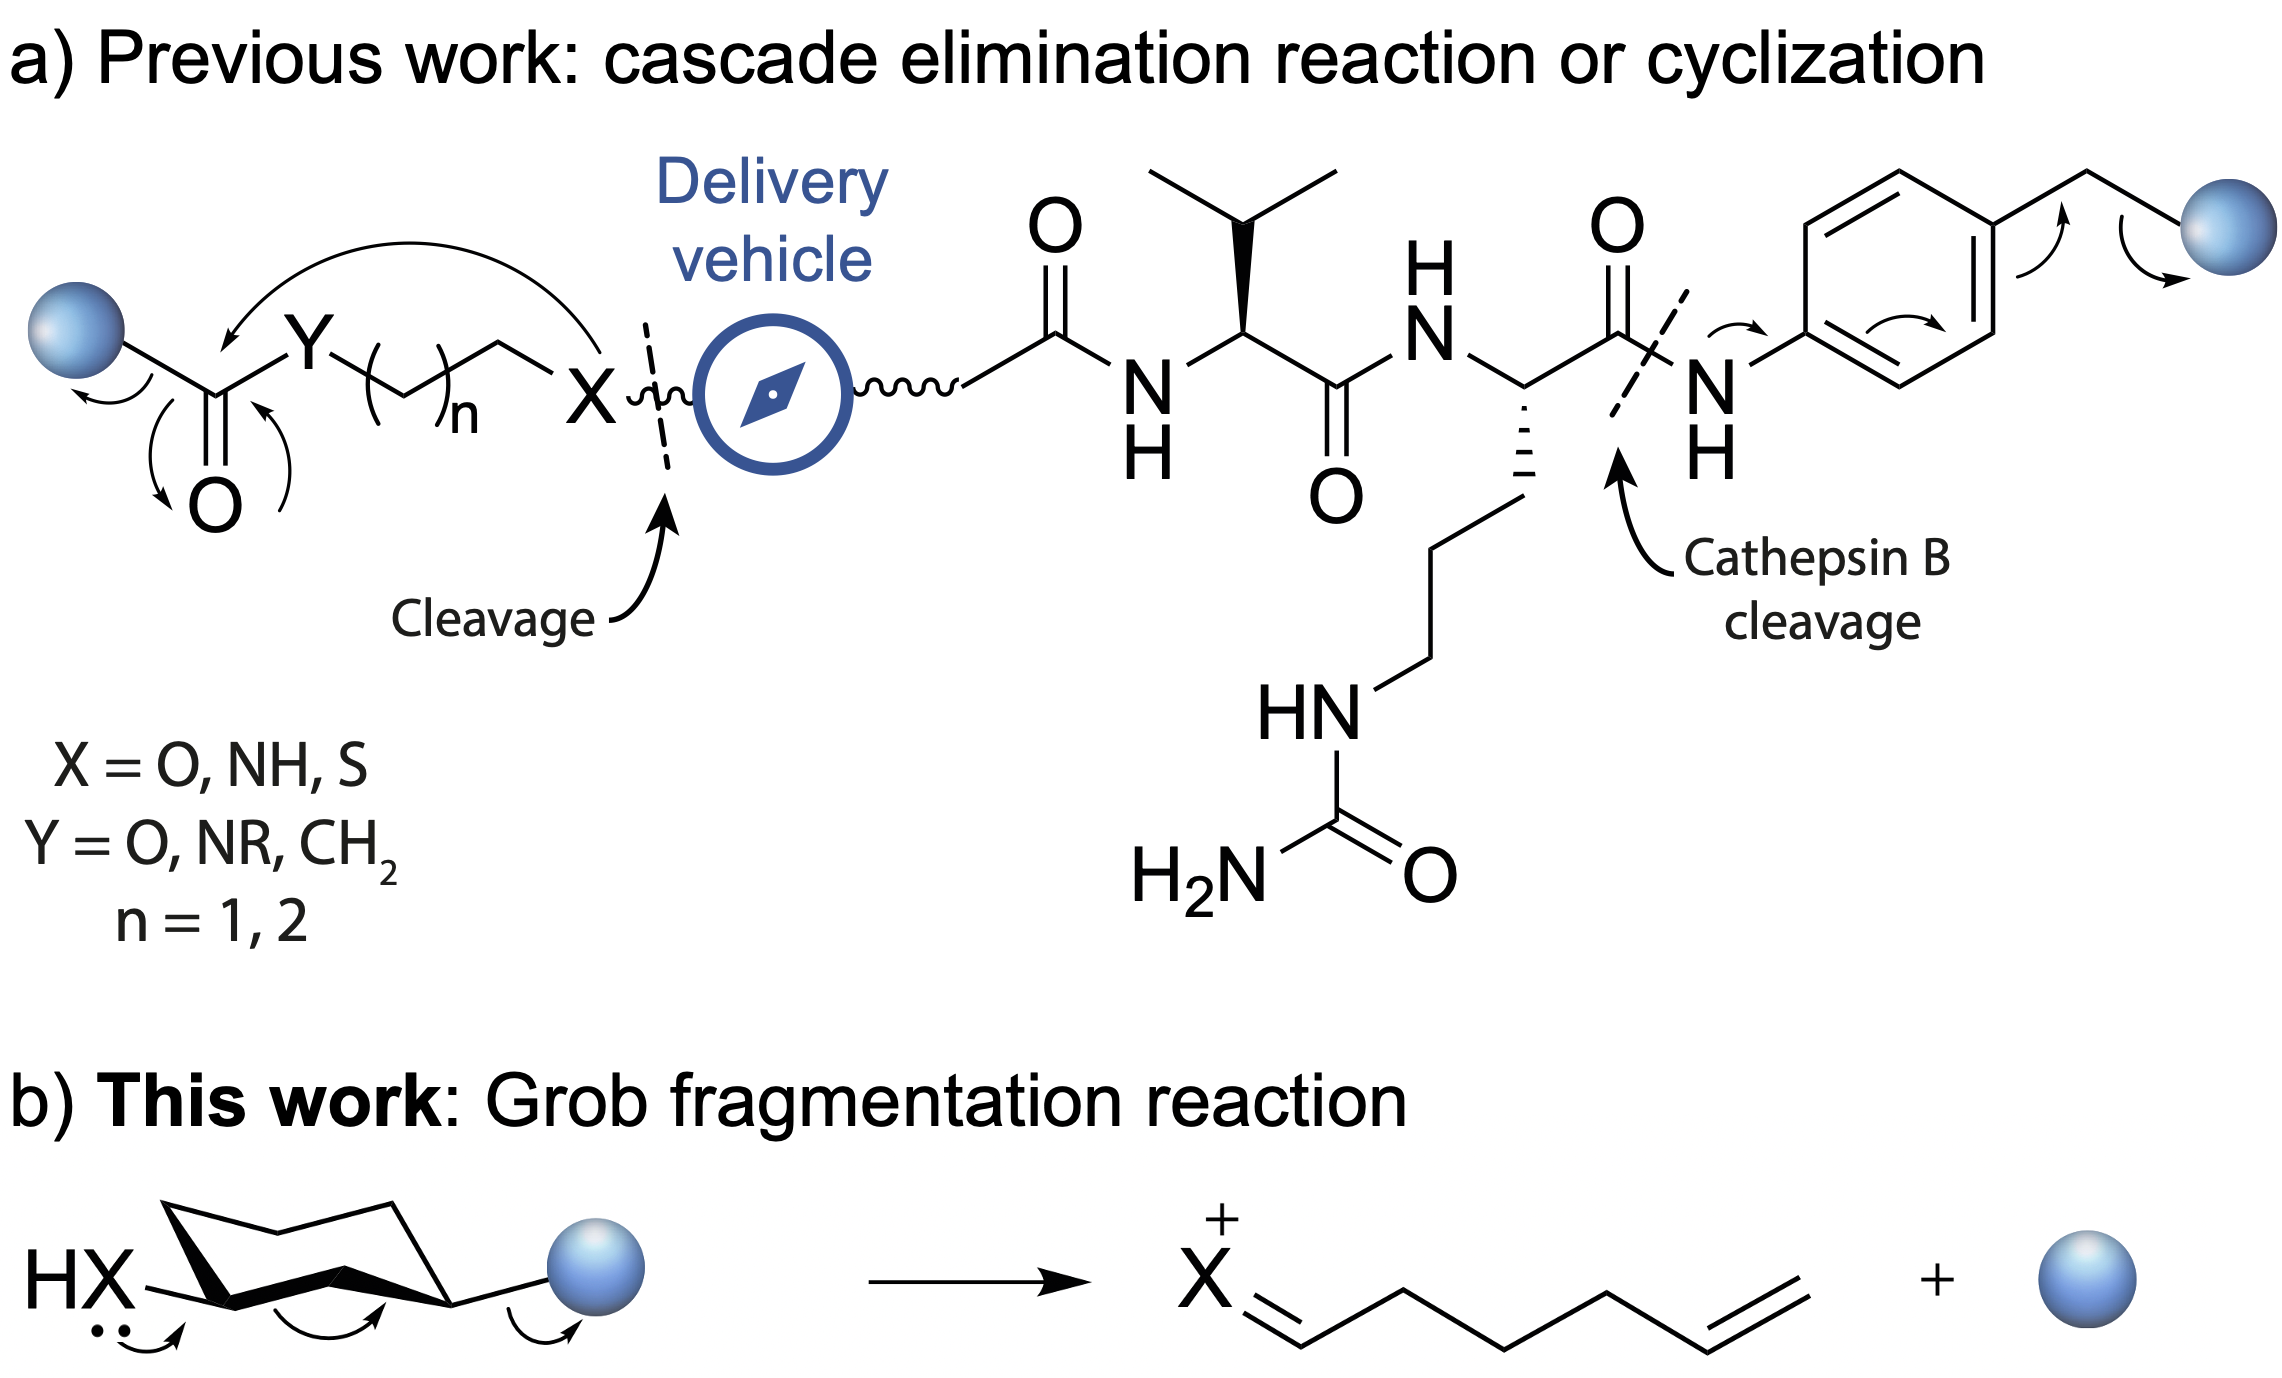 a) Previous work: cascade elimination reaction or cyclization
Delivery
vehicle
O
Y
n
X
O
N
H
O
H
N
O
N
H
O
Cleavage
Cathepsin B
cleavage
HN
H₂N
O
X = O, NH, S
Y = O, NR, CH₂
n = 1, 2
b) This work: Grob fragmentation reaction
HX
+
X
+